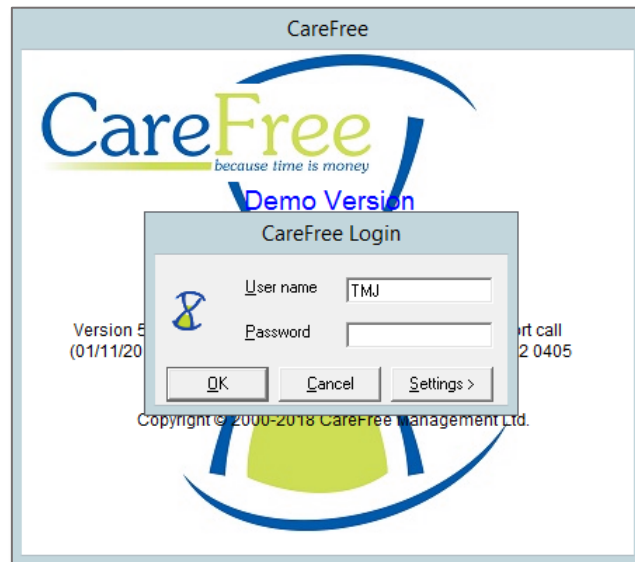 CareFree
CareFree
because time is money
Demo Version
CareFree Login
User name TMJ
Password
Version 5 rt call
(01/11/20 2 0405
OK Cancel Settings >
Copyright © 2000-2018 CareFree Management Ltd.